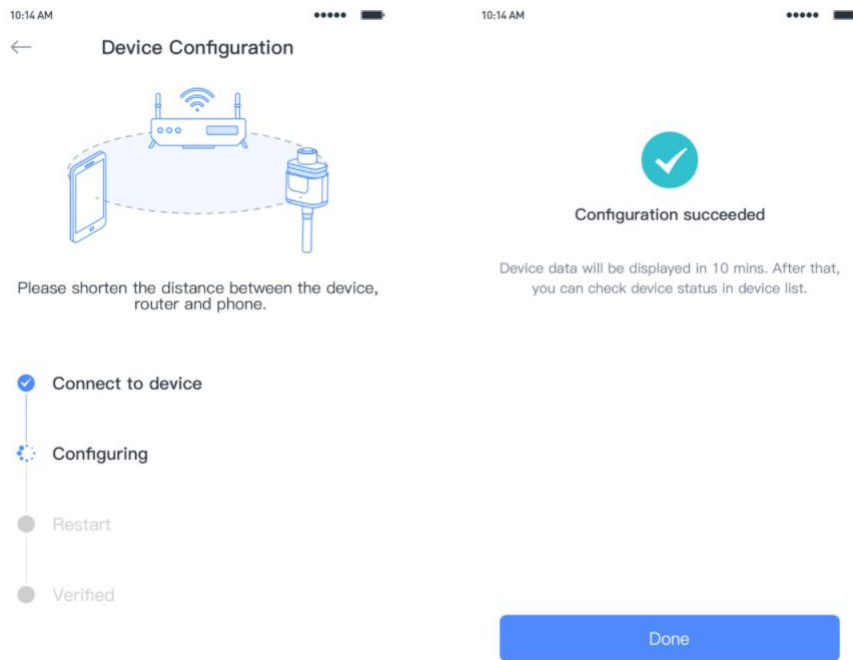 10:14 AM
Device Configuration
Please shorten the distance between the device,
router and phone.
Connect to device
Configuring
Restart
Verified
10:14 AM
Configuration succeeded
Device data will be displayed in 10 mins. After that,
you can check device status in device list.
Done